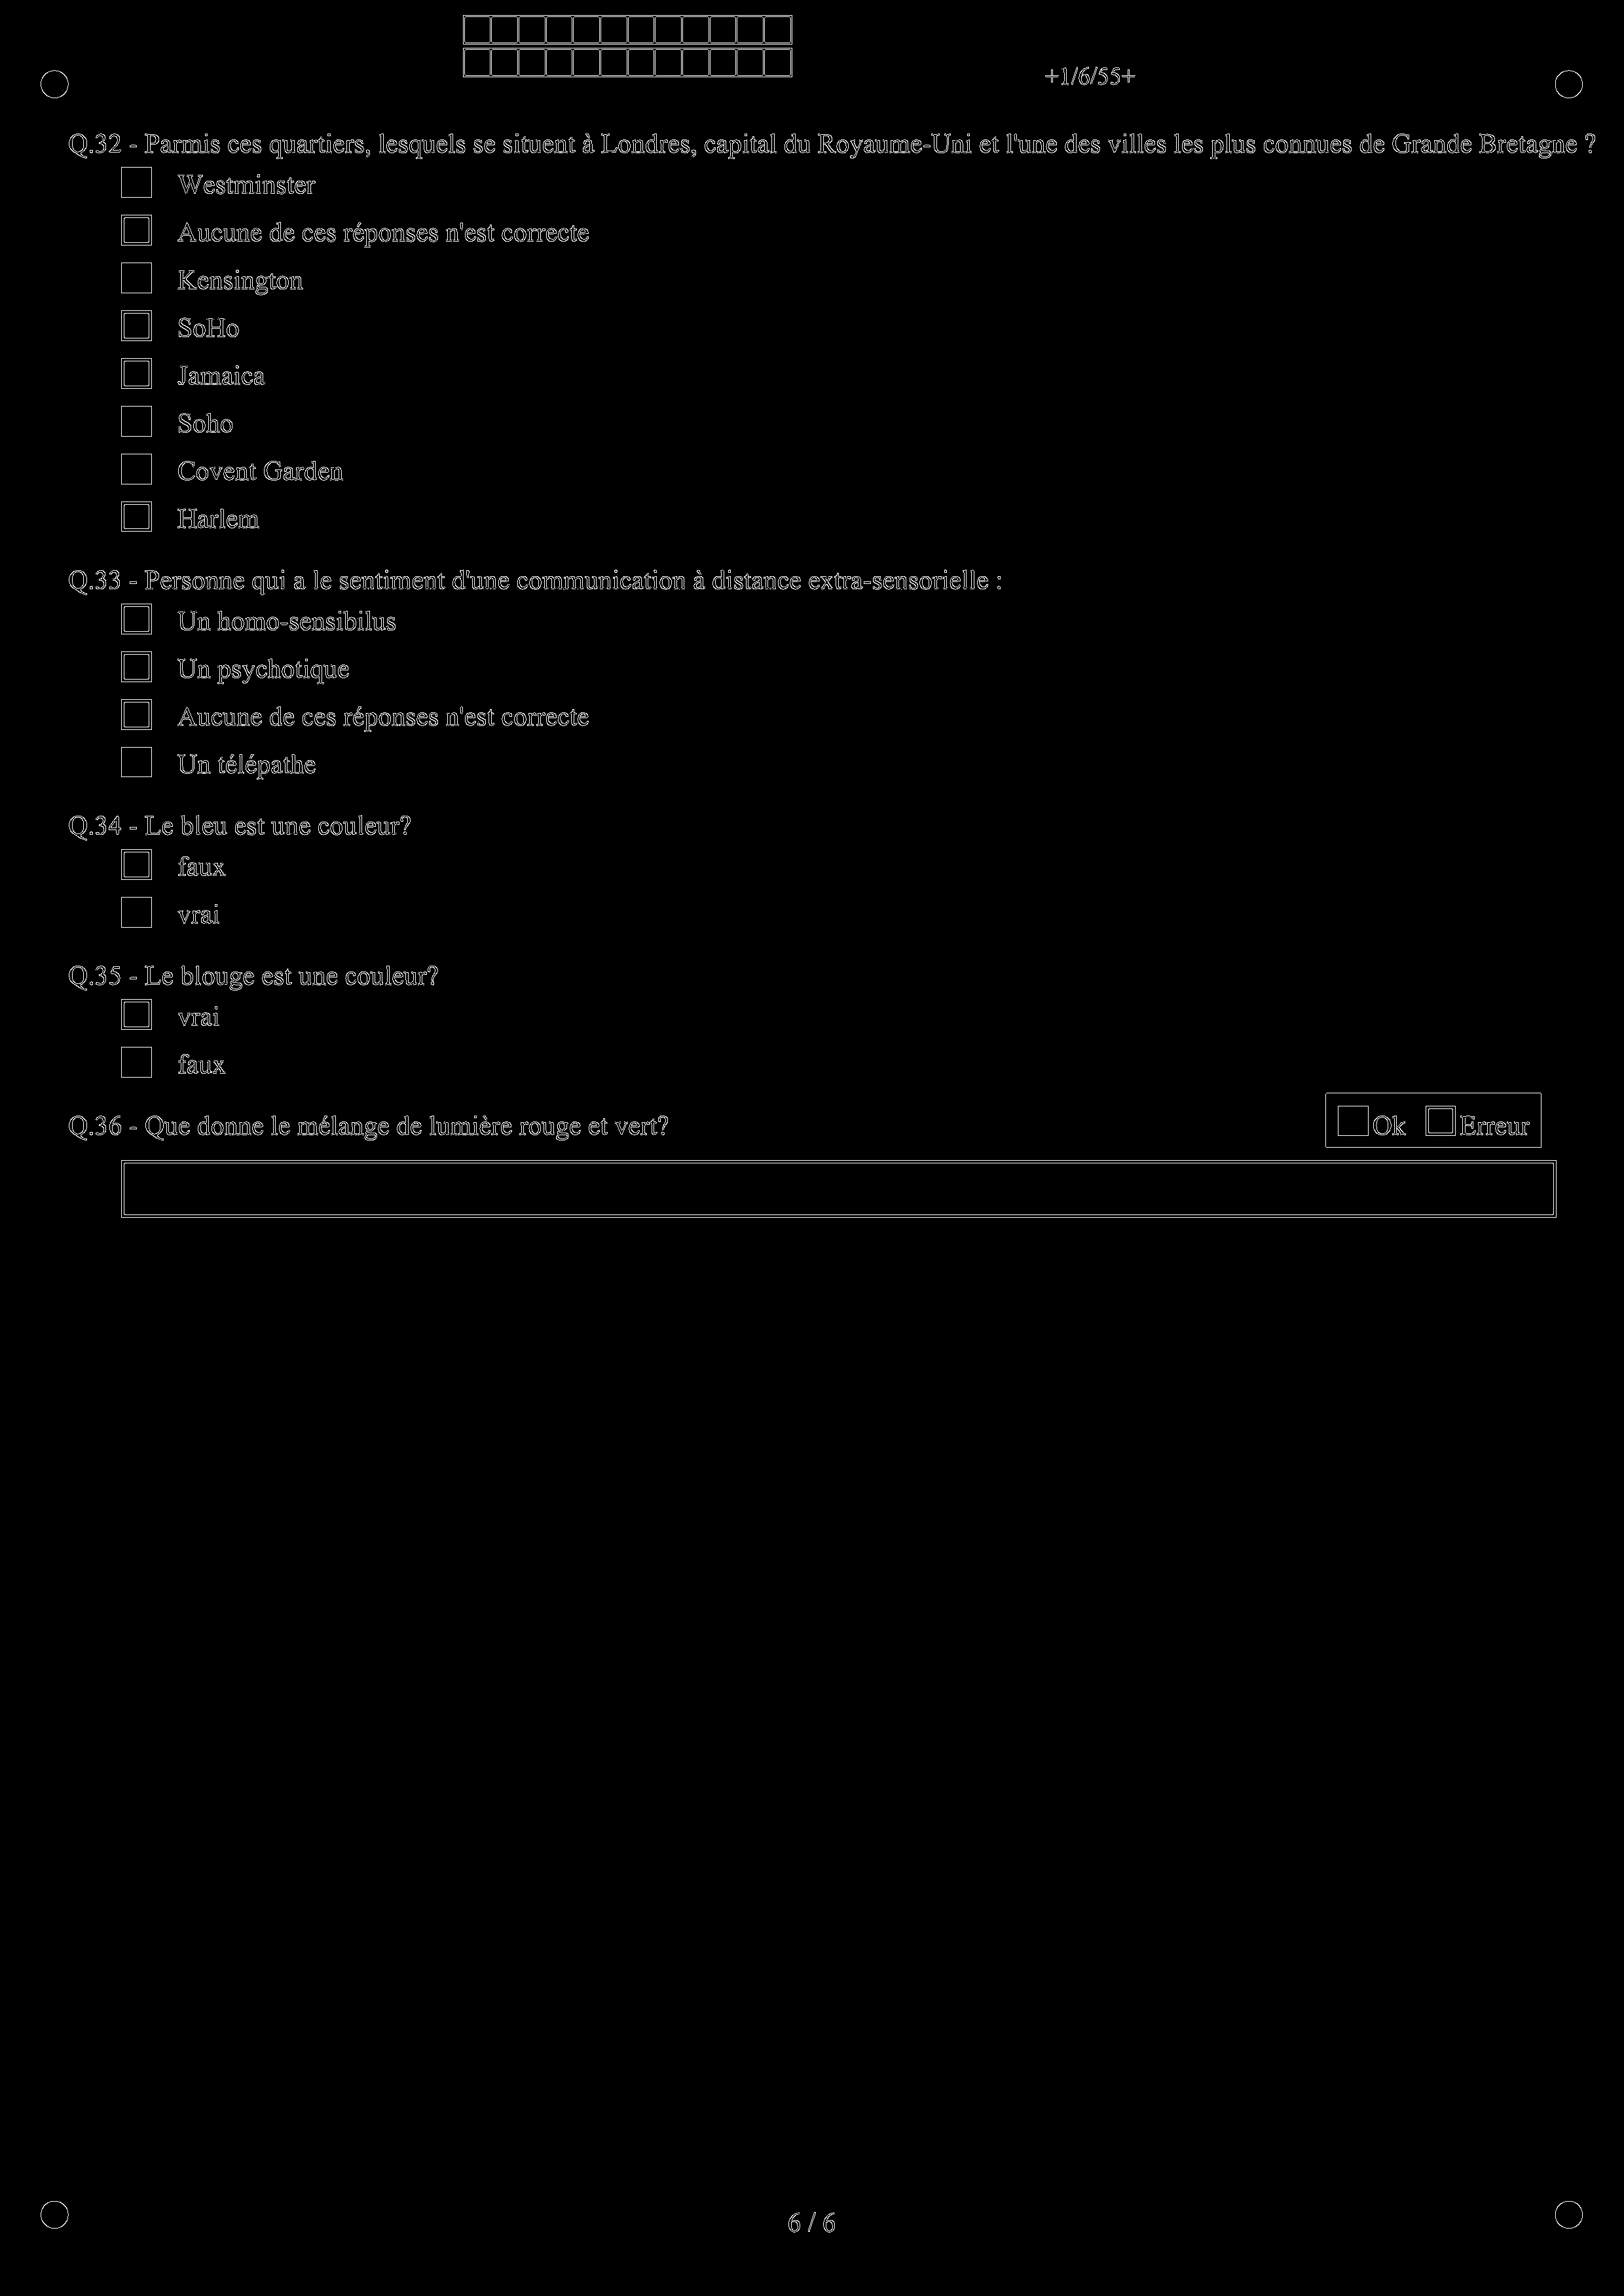 +1/6/55+
Q.32 - Parmis ces quartiers, lesquels se situent à Londres, capital du Royaume-Uni et l'une des villes les plus connues de Grande Bretagne ?
Westminster
Aucune de ces réponses n'est correcte
Kensington
SoHo
Jamaica
Soho
Covent Garden
Harlem
Q.33 - Personne qui a le sentiment d'une communication à distance extra-sensorielle :
Un homo-sensibilus
Un psychotique
Aucune de ces réponses n'est correcte
Un télépathe
Q.34 - Le bleu est une couleur?
faux
vrai
Q.35 - Le blouge est une couleur?
vrai
faux
Q.36 - Que donne le mélange de lumière rouge et vert? Ok Erreur
6 / 6